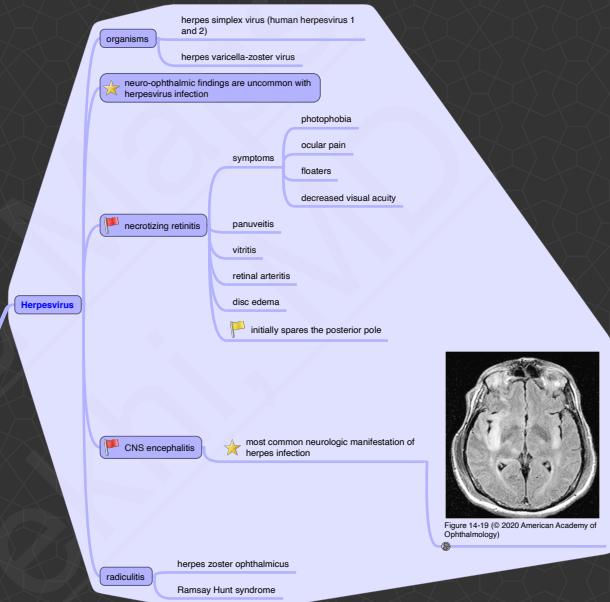 herpes simplex virus (human herpesvirus 1
and 2)
organisms
herpes varicella-zoster virus
neuro-ophthalmic findings are uncommon with
herpesvirus infection
photophobia
ocular pain
symptoms
floaters
decreased visual acuity
necrotizing retinitis
panuveitis
vitritis
retinal arteritis
disc edema
initially spares the posterior pole
Herpesvirus
CNS encephalitis
most common neurologic manifestation of
herpes infection
Figure 14-19 (© 2020 American Academy of
Ophthalmology)
radiculitis
herpes zoster ophthalmicus
Ramsay Hunt syndrome